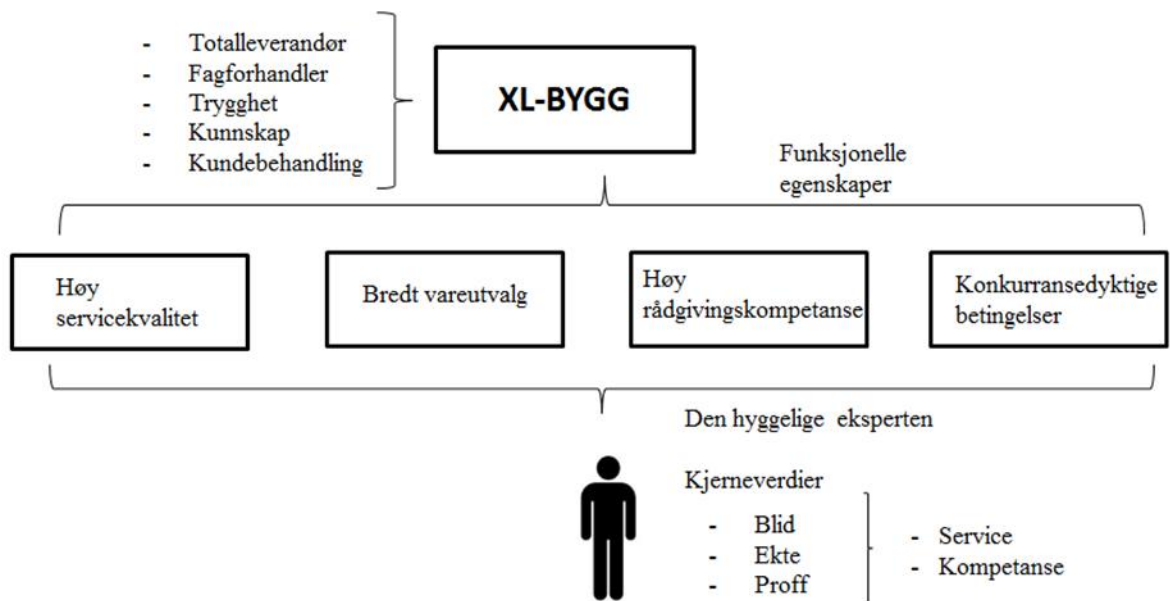 - Totalleverandør
- Fagforhandler
- Trygghet
- Kunnskap
- Kundebehandling
XL-BYGG
Funksjonelle
egenskaper
Høy
servicekvalitet
Bredt vareutvalg
Høy
rådgivingskompetanse
Konkurransedyktige
betingelser
Den hyggelige eksperten
Kjerneverdier
- Blid
- Ekte
- Proff
- Service
- Kompetanse